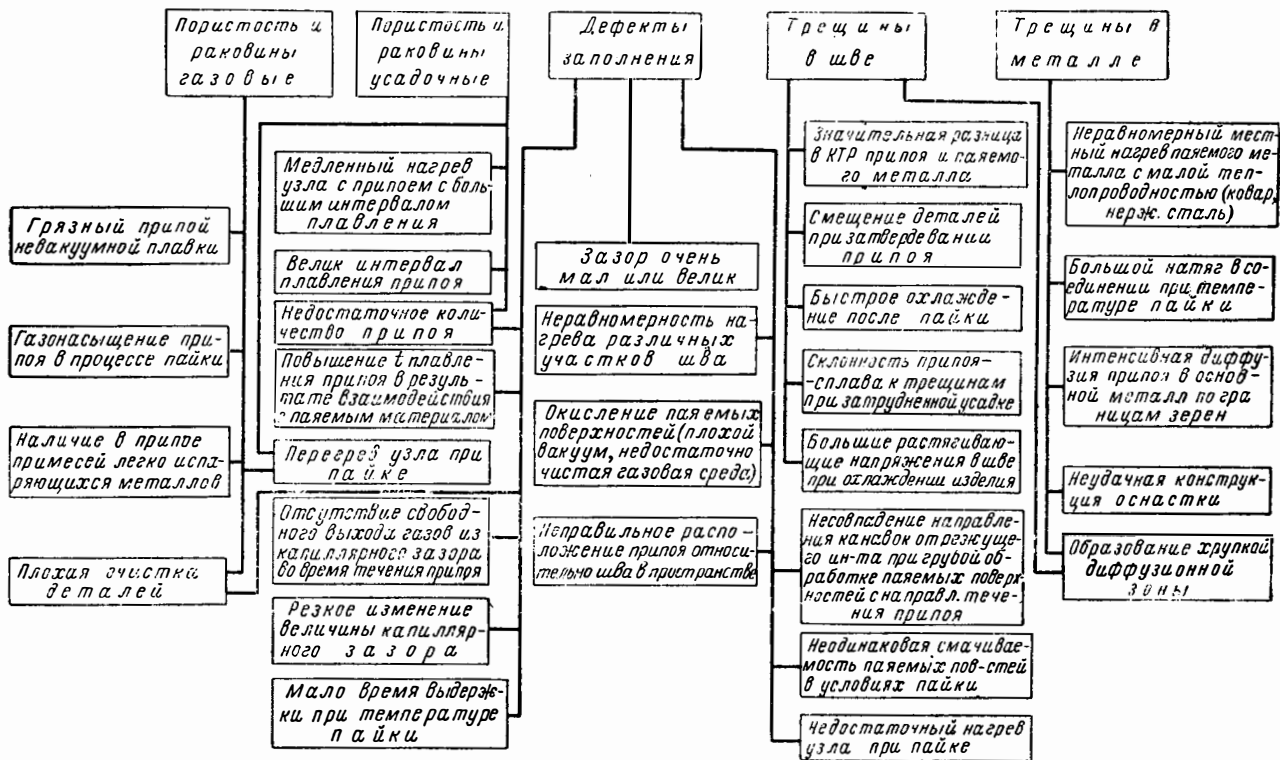 Пористость и
раковины
газовые
Пористость и
раковины
усадочные
Дефекты
заполнения
Трещины
в шве
Трещины в
металле
Грязный припой
невакуумной плавки
Газонасыщение при-
поя в процессе пайки
Наличие в припое
примесей легко испа-
ряющихся металлов
Плохая очистка
деталей
Медленный нагрев
узла с припоем с боль-
шим интервалом
плавления
Велик интервал
плавления припоя
Недостаточное коли-
чество припоя
Повышение t плавле-
ния припоя в резуль-
тате взаимодействия
с паяемым материалом
Перегрев узла при
пайке
Отсутствие свобод-
ного выхода газов из
капиллярного зазора
во время течения припоя
Резкое изменение
величины капилляр-
ного зазора
Мало время выдерж-
ки при температуре
пайки
Зазор очень
мал или велик
Неравномерность на-
грева различных
участков шва
Окисление паяемых
поверхностей (плохой
вакуум, недостаточно
чистая газовая среда)
Неправильное распо-
ложение припоя относи-
тельно шва в пространстве
Значительная разница
в КТР припоя и паяемо-
го металла
Смещение деталей
при затвердевании
припоя
Быстрое охлажде-
ние после пайки
Склонность припоя-
-сплава к трещинам
при затрудненной усадке
Большие растягиваю-
щие напряжения в шве
при охлаждении изделия
Несовпадение направле-
ния канавок от режуще-
го ин-та при грубой об-
работке паяемых поверх-
ностей с направл. тече-
ния припоя
Неодинаковая смачивае-
мость паяемых пов-стей
в условиях пайки
Недостаточный нагрев
узла при пайке
Неравномерный мест-
ный нагрев паяемого ме-
талла с малой теп-
лопроводностью (ковар,
нерж. сталь)
Большой натяг в со-
единении при темпе-
ратуре пайки
Интенсивная диффу-
зия припоя в основ-
ной металл по гра-
ницам зерен
Неудачная конструк-
ция оснастки
Образование хрупкой
диффузионной
зоны